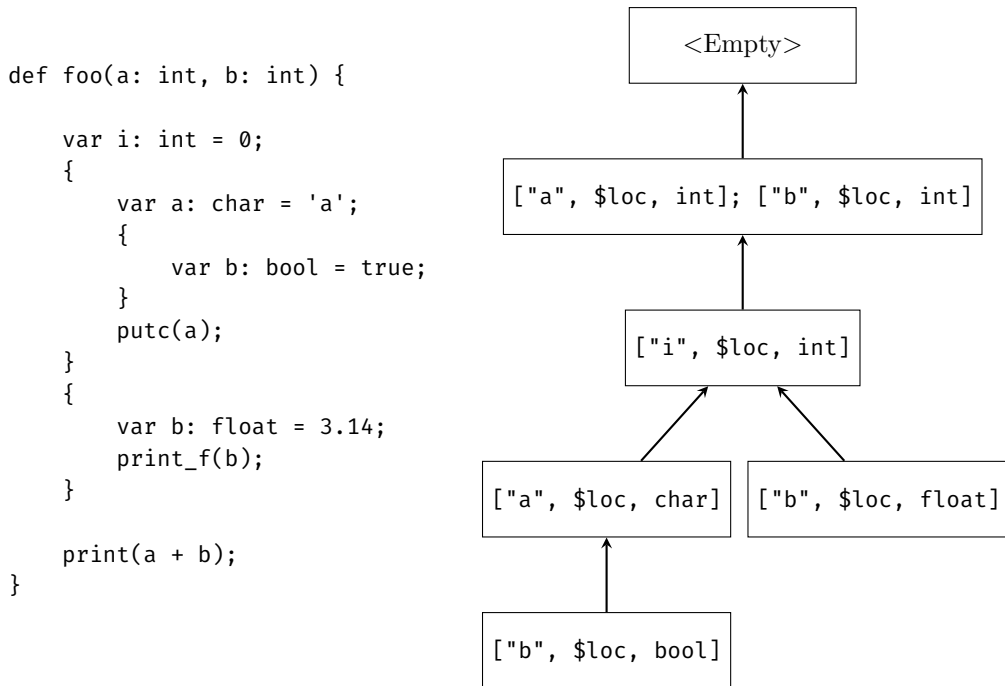 def foo(a: int, b: int) {
    var i: int = 0;
    {
        var a: char = 'a';
        {
            var b: bool = true;
        }
        putc(a);
    }
    {
        var b: float = 3.14;
        print_f(b);
    }
    print(a + b);
}
<Empty>
["a", $loc, int]; ["b", $loc, int]
["i", $loc, int]
["a", $loc, char]
["b", $loc, float]
["b", $loc, bool]